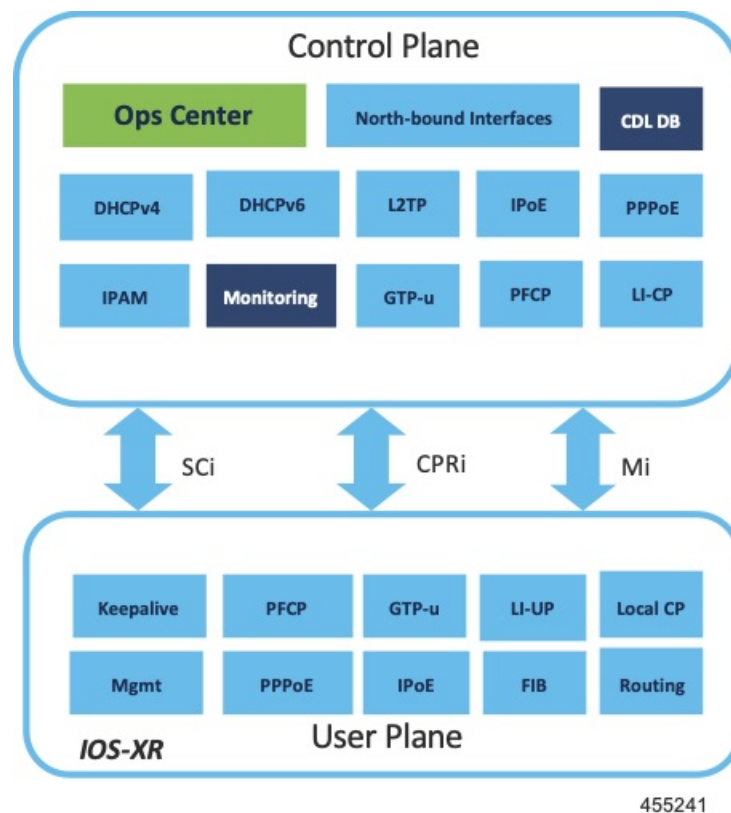 Control Plane
Ops Center
North-bound Interfaces
CDL DB
DHCPv4
DHCPv6
L2TP
IPoE
PPPoE
IPAM
Monitoring
GTP-u
PFCP
LI-CP
SCi
CPRi
Mi
Keepalive
PFCP
GTP-u
LI-UP
Local CP
Mgmt
PPPoE
IPoE
FIB
Routing
IOS-XR
User Plane
455241